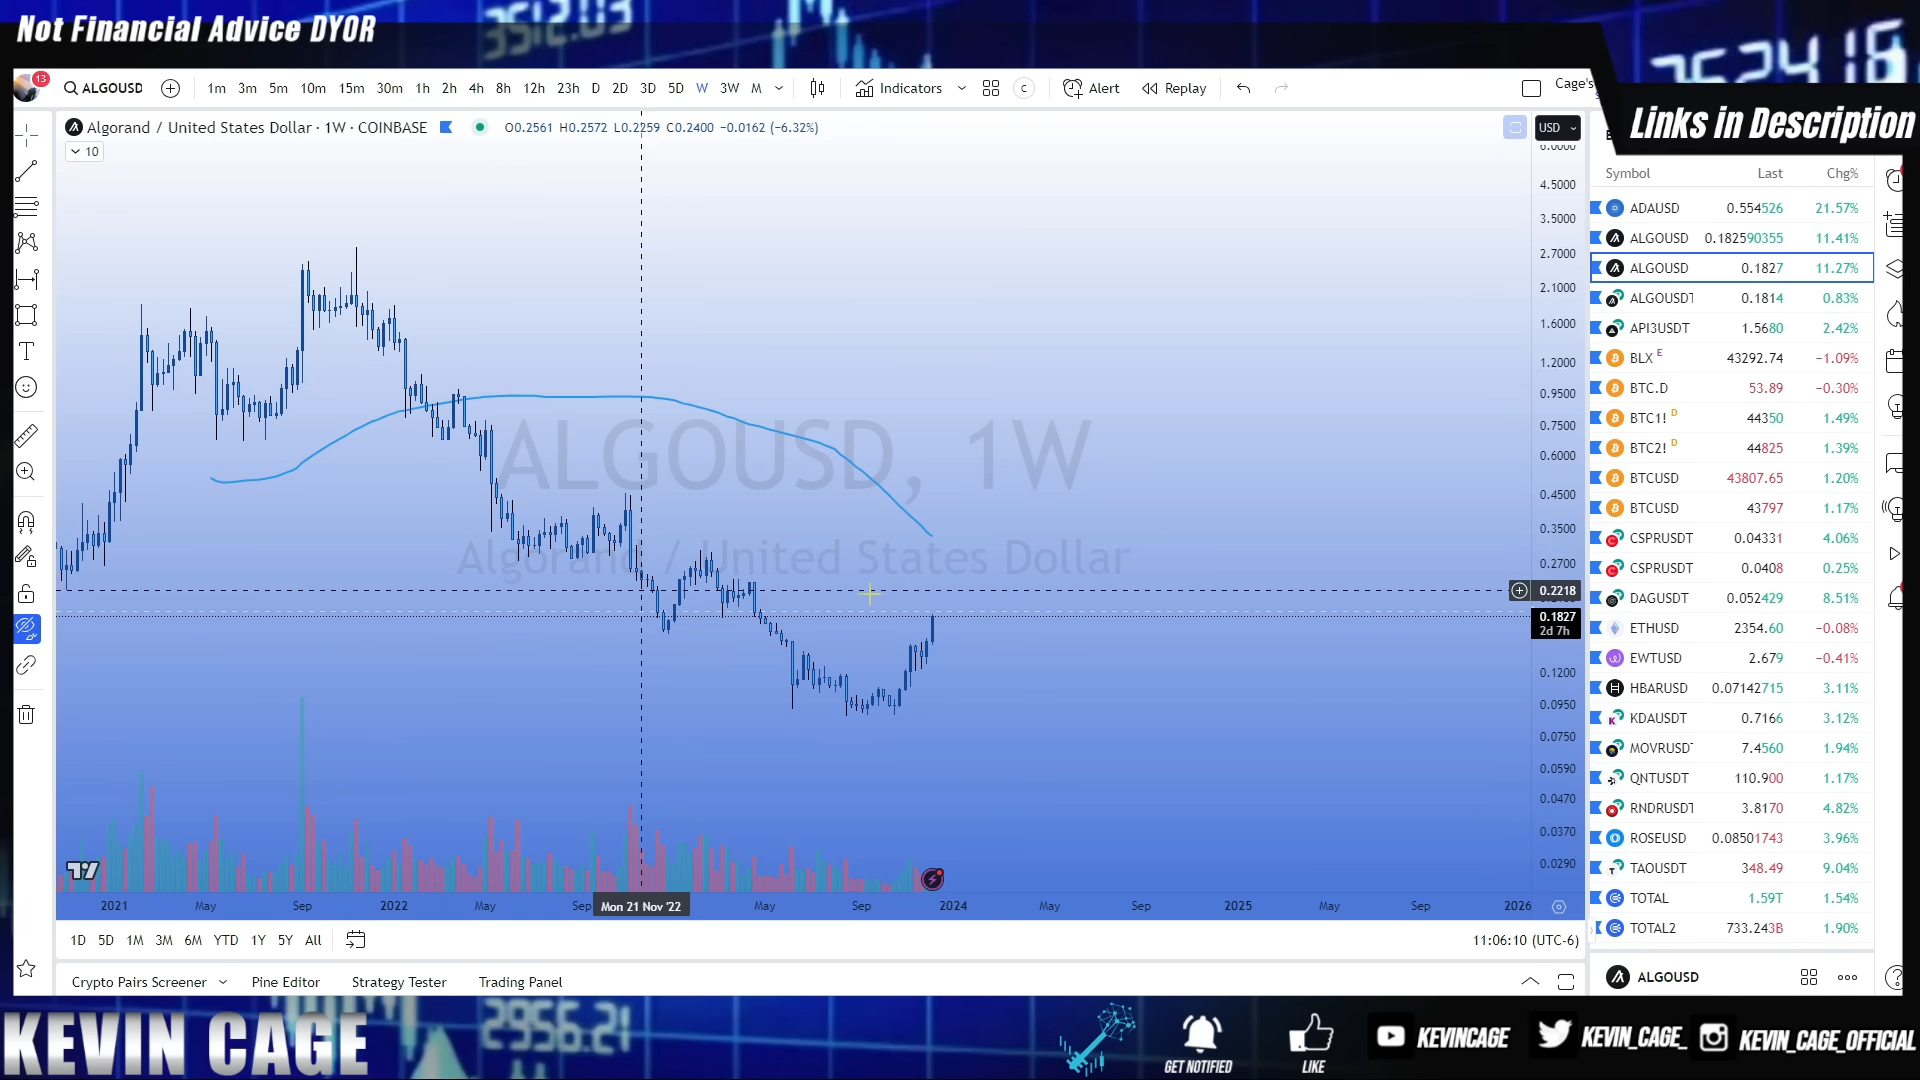 Not Financial Advice DYOR
3512.03
Links in Description
13
ALGOUSD
1m 3m 5m 10m 15m 30m 1h 2h 4h 8h 12h 23h D 2D 3D 5D W 3W M
Indicators
C
Alert
Replay
Cage's
Algorand / United States Dollar · 1W · COINBASE
O0.2561 H0.2572 L0.2259 C0.2400 −0.0162 (−6.32%)
10
USD
6.0000
4.5000
3.5000
2.7000
2.1000
1.6000
1.2000
0.9500
0.7500
0.6000
0.4500
0.3500
0.2700
0.2218
0.1827
2d 7h
0.1200
0.0950
0.0750
0.0590
0.0470
0.0370
0.0290
ALGOUSD, 1W
Algorand / United States Dollar
2021 May Sep 2022 May Sep Mon 21 Nov '22 May Sep 2024 May Sep 2025 May Sep 2026
1D 5D 1M 3M 6M YTD 1Y 5Y All
11:06:10 (UTC-6)
Crypto Pairs Screener
Pine Editor
Strategy Tester
Trading Panel
Symbol Last Chg%
ADAUSD 0.554526 21.57%
ALGOUSD 0.182590355 11.41%
ALGOUSD 0.1827 11.27%
ALGOUSDT 0.1814 0.83%
API3USDT 1.5680 2.42%
BLX E 43292.74 −1.09%
BTC.D 53.89 −0.30%
BTC1! D 44350 1.49%
BTC2! D 44825 1.39%
BTCUSD 43807.65 1.20%
BTCUSD 43797 1.17%
CSPRUSDT 0.04331 4.06%
CSPRUSDT 0.0408 0.25%
DAGUSDT 0.052429 8.51%
ETHUSD 2354.60 −0.08%
EWTUSD 2.679 −0.41%
HBARUSD 0.07142715 3.11%
KDAUSDT 0.7166 3.12%
MOVRUSD 7.4560 1.94%
QNTUSDT 110.900 1.17%
RNDRUSDT 3.8170 4.82%
ROSEUSD 0.08501743 3.96%
TAOUSDT 348.49 9.04%
TOTAL 1.59T 1.54%
TOTAL2 733.243B 1.90%
ALGOUSD
KEVIN CAGE
2956.21
GET NOTIFIED
LIKE
KEVINCAGE
KEVIN_CAGE_
KEVIN_CAGE_OFFICIAL